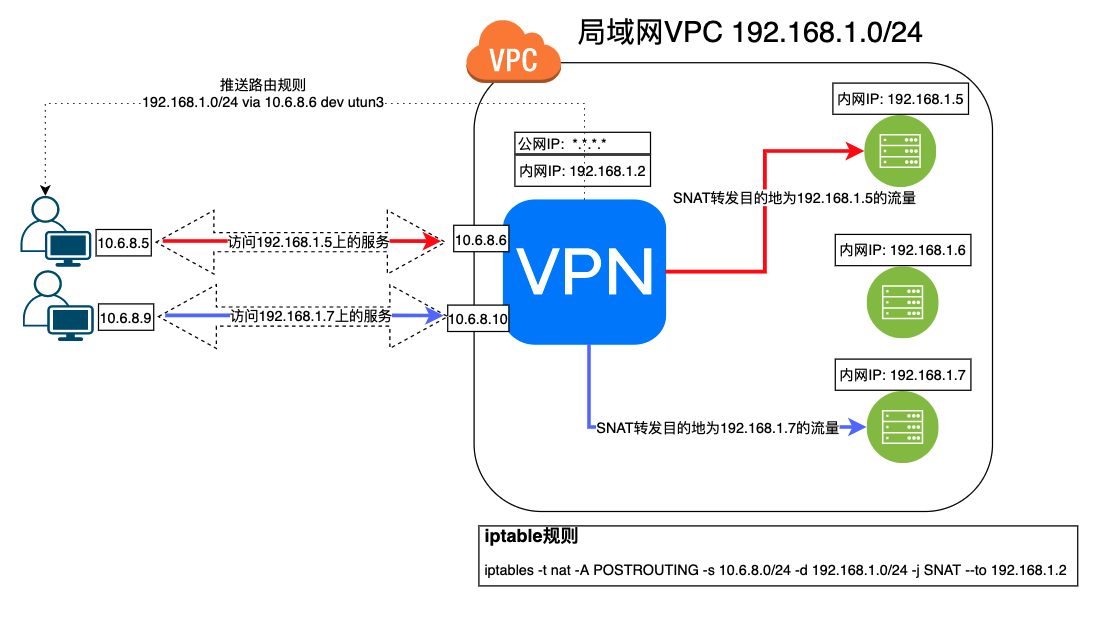 局域网VPC 192.168.1.0/24
VPC
推送路由规则
192.168.1.0/24 via 10.6.8.6 dev utun3
内网IP: 192.168.1.5
公网IP: *.*.*.*
内网IP: 192.168.1.2
SNAT转发目的地为192.168.1.5的流量
10.6.8.5
访问192.168.1.5上的服务
10.6.8.6
VPN
内网IP: 192.168.1.6
10.6.8.9
访问192.168.1.7上的服务
10.6.8.10
内网IP: 192.168.1.7
SNAT转发目的地为192.168.1.7的流量
iptable规则
iptables -t nat -A POSTROUTING -s 10.6.8.0/24 -d 192.168.1.0/24 -j SNAT --to 192.168.1.2